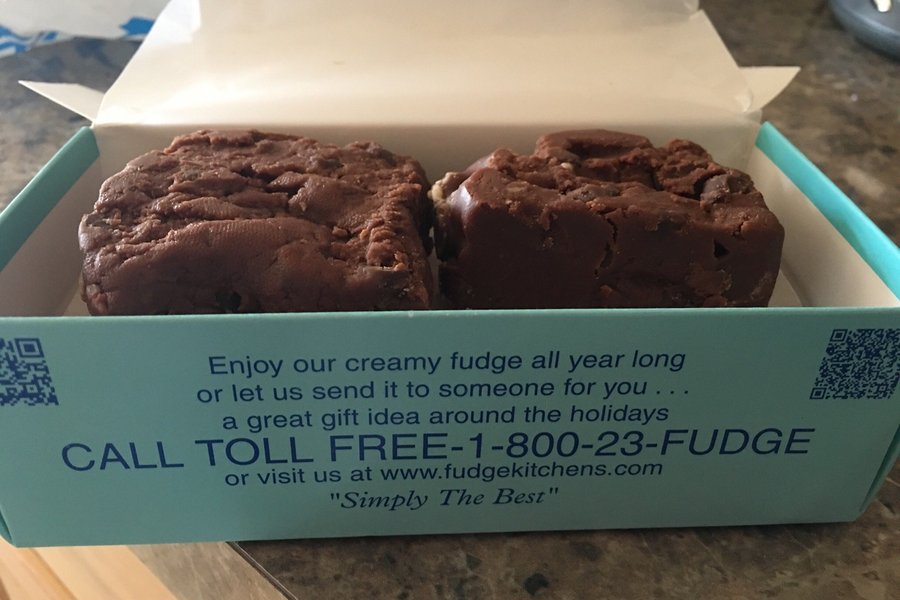 Enjoy our creamy fudge all year long
or let us send it to someone for you . . .
a great gift idea around the holidays
CALL TOLL FREE-1-800-23-FUDGE
or visit us at www.fudgekitchens.com
"Simply The Best"